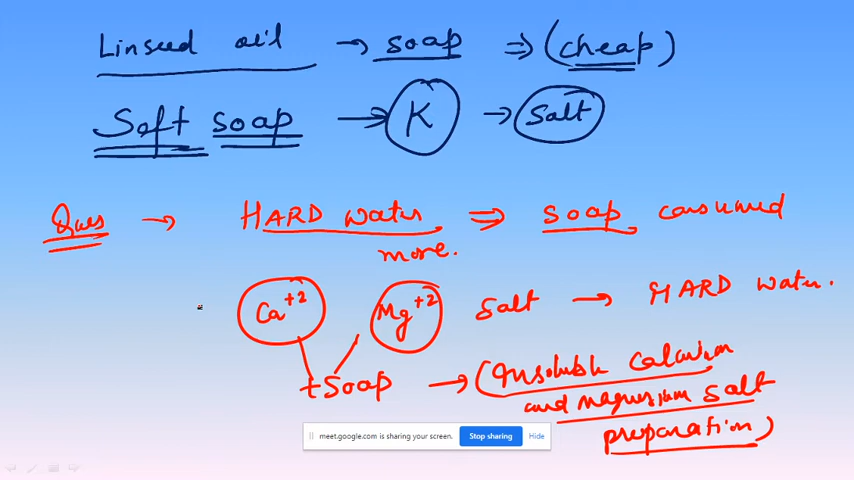 Linseed oil → soap ⇒ (cheap)
Soft soap → K → Salt
Ques → HARD water ⇒ soap consumed
more.
Ca+2 Mg+2 Salt → HARD water.
+Soap → (Insoluble calcium
and magnesium salt
preparation)
meet.google.com is sharing your screen. Stop sharing Hide